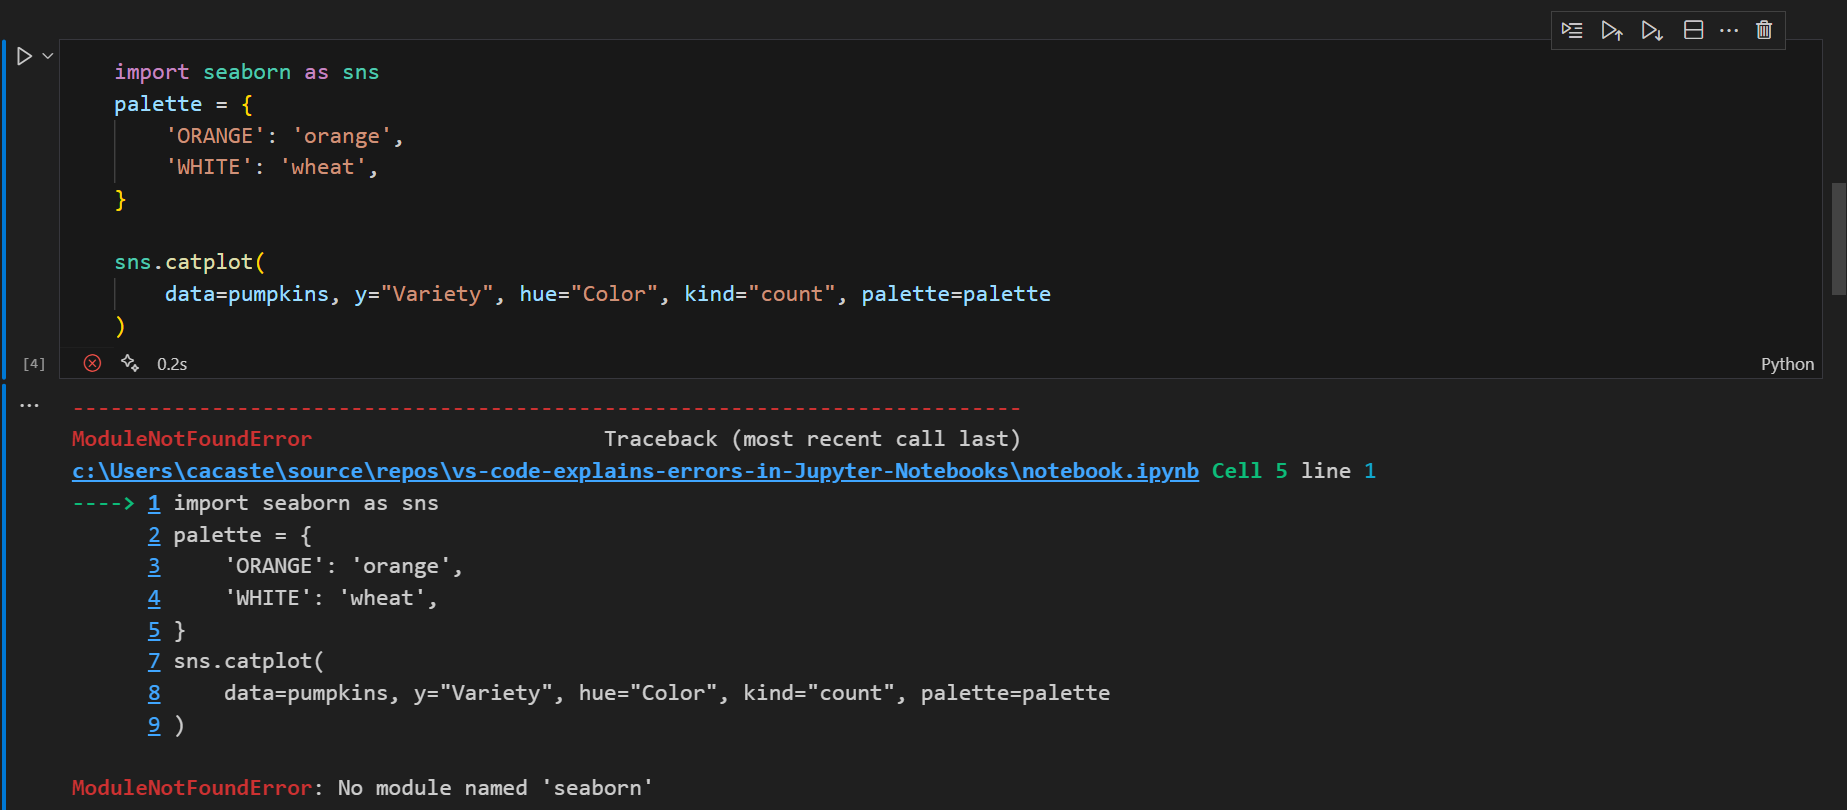 import seaborn as sns
palette = {
    'ORANGE': 'orange',
    'WHITE': 'wheat',
}
sns.catplot(
    data=pumpkins, y="Variety", hue="Color", kind="count", palette=palette
)
[4] 0.2s Python
---------------------------------------------------------------------------
ModuleNotFoundError                       Traceback (most recent call last)
c:\Users\cacaste\source\repos\vs-code-explains-errors-in-Jupyter-Notebooks\notebook.ipynb Cell 5 line 1
----> 1 import seaborn as sns
      2 palette = {
      3     'ORANGE': 'orange',
      4     'WHITE': 'wheat',
      5 }
      7 sns.catplot(
      8     data=pumpkins, y="Variety", hue="Color", kind="count", palette=palette
      9 )
ModuleNotFoundError: No module named 'seaborn'